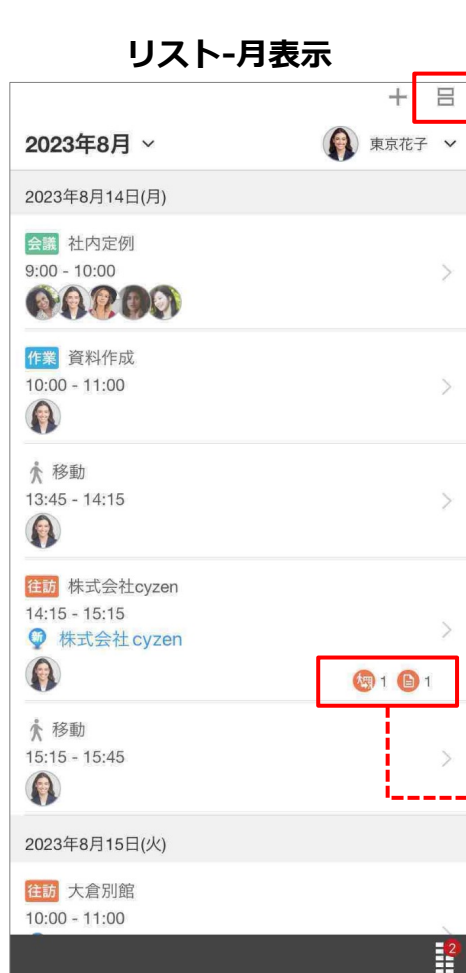 リスト-月表示
2023年8月
東京花子
2023年8月14日(月)
会議 社内定例
9:00 - 10:00
作業 資料作成
10:00 - 11:00
移動
13:45 - 14:15
往訪 株式会社cyzen
14:15 - 15:15
新 株式会社 cyzen
1 1
移動
15:15 - 15:45
2023年8月15日(火)
往訪 大倉別館
10:00 - 11:00
2